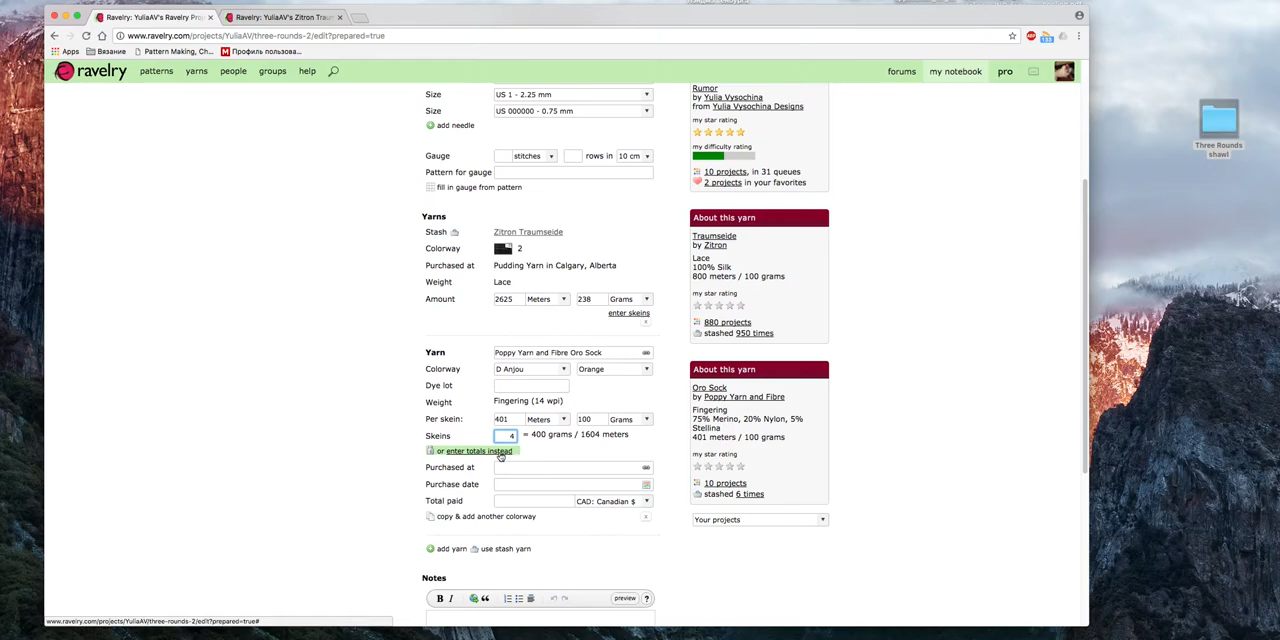 Ravelry: YuliaAV's Ravelry Pro
Ravelry: YuliaAV's Zitron Traum
www.ravelry.com/projects/YuliaAV/three-rounds-2/edit?prepared=true
Apps Вязание Pattern Making, Ch... Профиль пользова...
ravelry patterns yarns people groups help forums my notebook pro
Size US 1 - 2.25 mm
Size US 000000 - 0.75 mm
add needle
Gauge stitches rows in 10 cm
Pattern for gauge
fill in gauge from pattern
Yarns
Stash Zitron Traumseide
Colorway 2
Purchased at Pudding Yarn in Calgary, Alberta
Weight Lace
Amount 2625 Meters 238 Grams
enter skeins
x
Yarn Poppy Yarn and Fibre Oro Sock
Colorway D Anjou Orange
Dye lot
Weight Fingering (14 wpi)
Per skein: 401 Meters 100 Grams
Skeins 4 = 400 grams / 1604 meters
or enter totals instead
Purchased at
Purchase date
Total paid CAD: Canadian $
copy & add another colorway x
add yarn use stash yarn
Notes
B I preview ?
Rumor
by Yulia Vysochina
from Yulia Vysochina Designs
my star rating
my difficulty rating
10 projects, in 31 queues
2 projects in your favorites
About this yarn
Traumseide
by Zitron
Lace
100% Silk
800 meters / 100 grams
my star rating
880 projects
stashed 950 times
About this yarn
Oro Sock
by Poppy Yarn and Fibre
Fingering
75% Merino, 20% Nylon, 5%
Stellina
401 meters / 100 grams
my star rating
10 projects
stashed 6 times
Your projects
www.ravelry.com/projects/YuliaAV/three-rounds-2/edit?prepared=true#
Three Rounds
shawl